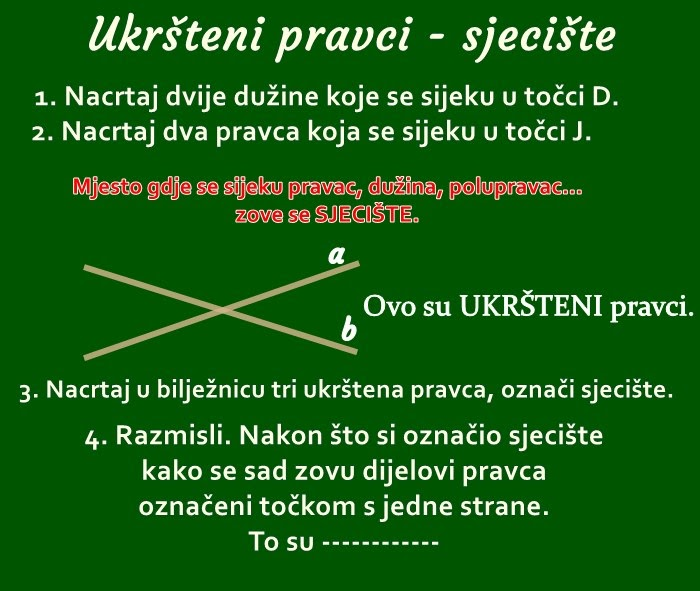 Ukršteni pravci - sjecište
1. Nacrtaj dvije dužine koje se sijeku u točci D.
2. Nacrtaj dva pravca koja se sijeku u točci J.
Mjesto gdje se sijeku pravac, dužina, polupravac...
zove se SJECIŠTE.
a
b
Ovo su UKRŠTENI pravci.
3. Nacrtaj u bilježnicu tri ukrštena pravca, označi sjecište.
4. Razmisli. Nakon što si označio sjecište
kako se sad zovu dijelovi pravca
označeni točkom s jedne strane.
To su ------------